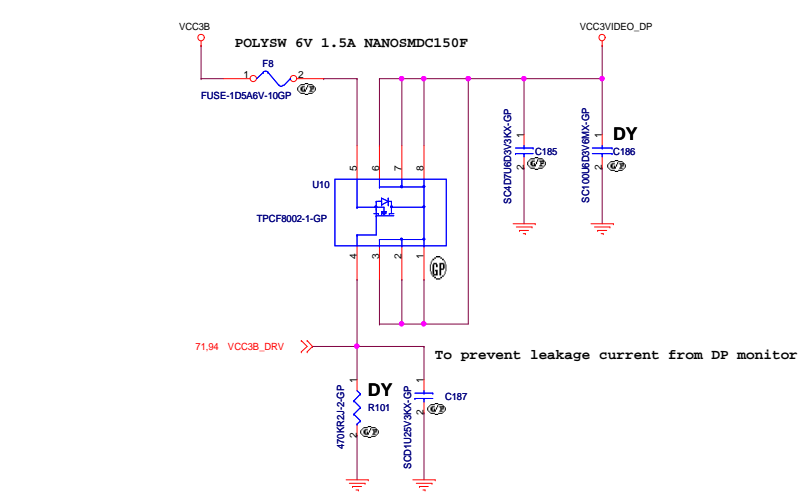 VCC3B
VCC3VIDEO_DP
POLYSW 6V 1.5A NANOSMDC150F
F8
1
2
G/P
FUSE-1D5A6V-10GP
5
6
7
8
U10
TPCF8002-1-GP
4
3
2
1
GP
SC4D7U6D3V3KX-GP
1
2
C185
G/P
SC100U6D3V6MX-GP
1
2
DY
C186
G/P
71,94 VCC3B_DRV
To prevent leakage current from DP monitor
470KR2J-2-GP
1
2
DY
R101
G/P
SCD1U25V3KX-GP
1
2
C187
G/P